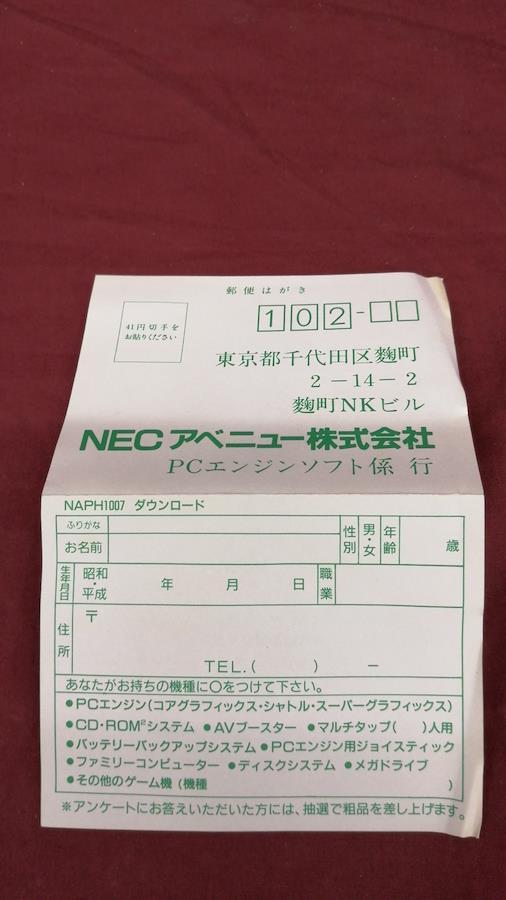 郵便はがき
41円切手を
お貼りください
102-□□
東京都千代田区麴町
2-14-2
麴町NKビル
NECアベニュー株式会社
PCエンジンソフト係 行
NAPH1007 ダウンロード
ふりがな
お名前
性別
男・女
年齢
歳
生年月日
昭和・平成
年 月 日
職業
住所
〒
TEL.( ) -
あなたがお持ちの機種に○をつけて下さい。
●PCエンジン(コアグラフィックス・シャトル・スーパーグラフィックス)
●CD・ROM²システム ●AVブースター ●マルチタップ( )人用
●バッテリーバックアップシステム ●PCエンジン用ジョイスティック
●ファミリーコンピューター ●ディスクシステム ●メガドライブ
●その他のゲーム機(機種 )
※アンケートにお答えいただいた方には、抽選で粗品を差し上げます。